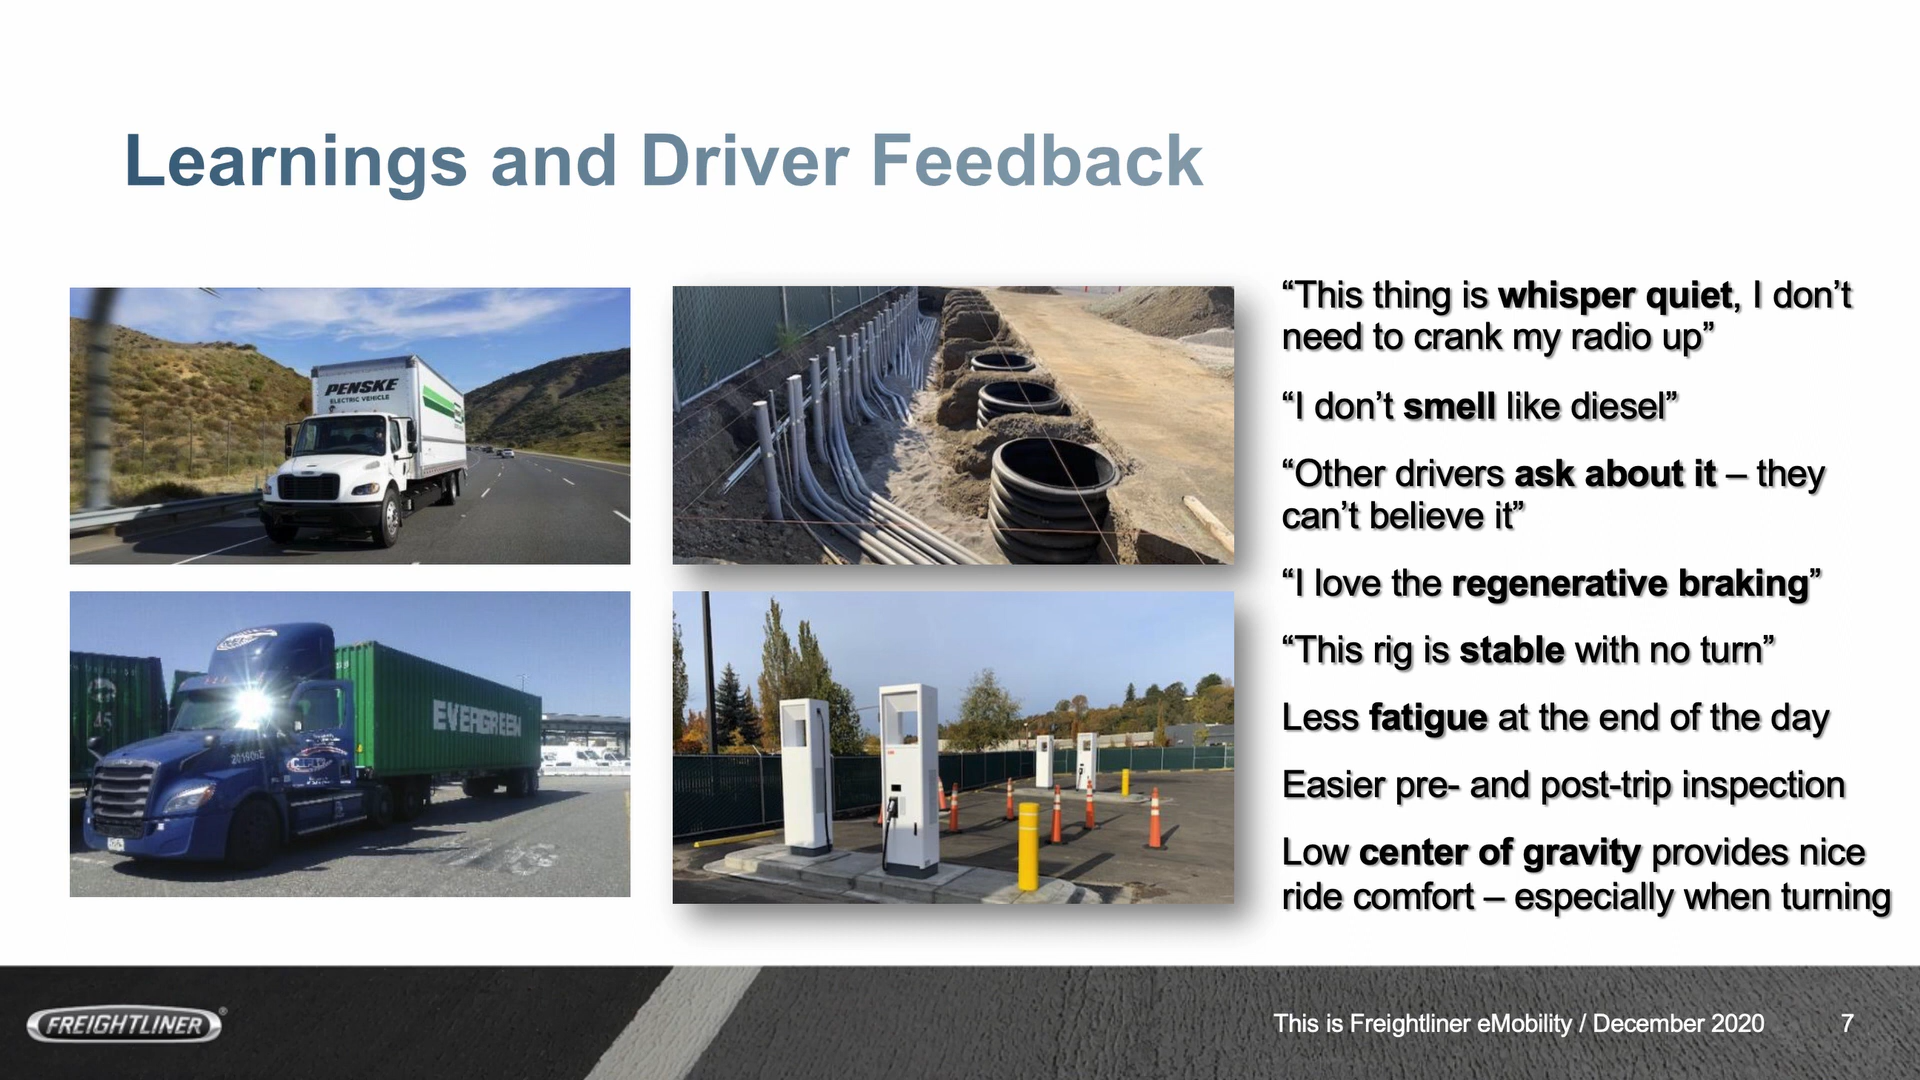 Learnings and Driver Feedback
PENSKE
ELECTRIC VEHICLE
EVERGREEN
“This thing is whisper quiet, I don’t
need to crank my radio up”
“I don’t smell like diesel”
“Other drivers ask about it – they
can’t believe it”
“I love the regenerative braking”
“This rig is stable with no turn”
Less fatigue at the end of the day
Easier pre- and post-trip inspection
Low center of gravity provides nice
ride comfort – especially when turning
FREIGHTLINER®
This is Freightliner eMobility / December 2020
7